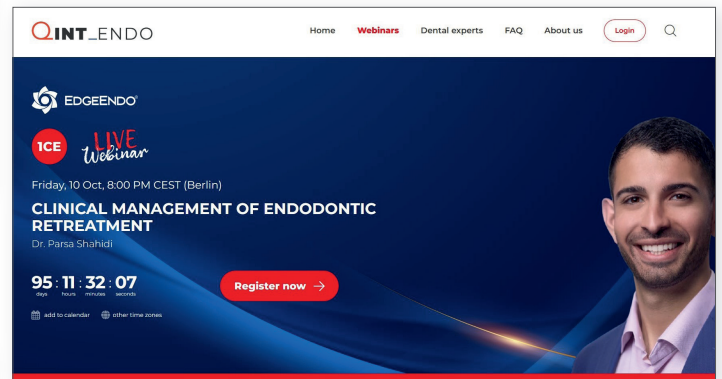 QINT_ENDO
Home Webinars Dental experts FAQ About us Login
EDGEENDO®
1CE LIVE Webinar
Friday, 10 Oct, 8:00 PM CEST (Berlin)
CLINICAL MANAGEMENT OF ENDODONTIC
RETREATMENT
Dr. Parsa Shahidi
95 : 11 : 32 : 07
days hours minutes seconds
Register now →
add to calendar other time zones